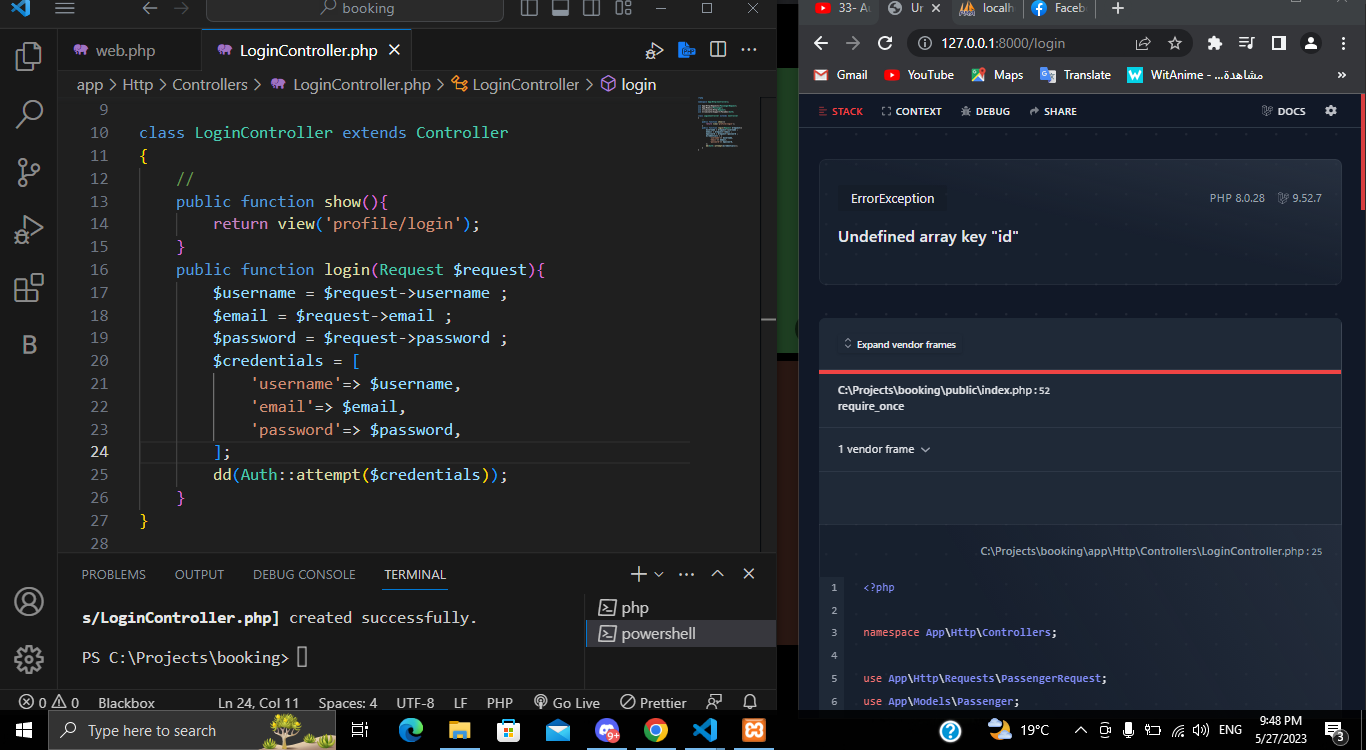 booking
web.php
LoginController.php
app > Http > Controllers > LoginController.php > LoginController > login
9
10 class LoginController extends Controller
11 {
12 //
13 public function show(){
14 return view('profile/login');
15 }
16 public function login(Request $request){
17 $username = $request->username ;
18 $email = $request->email ;
19 $password = $request->password ;
20 $credentials = [
21 'username'=> $username,
22 'email'=> $email,
23 'password'=> $password,
24 ];
25 dd(Auth::attempt($credentials));
26 }
27 }
28
PROBLEMS OUTPUT DEBUG CONSOLE TERMINAL
s/LoginController.php] created successfully.
PS C:\Projects\booking>
php
powershell
0 0 Blackbox Ln 24, Col 11 Spaces: 4 UTF-8 LF PHP Go Live Prettier
33- Au Ur localh Faceb
127.0.0.1:8000/login
Gmail YouTube Maps Translate WitAnime - مشاهدة... »
STACK CONTEXT DEBUG SHARE DOCS
ErrorException PHP 8.0.28 9.52.7
Undefined array key "id"
Expand vendor frames
C:\Projects\booking\public\index.php:52
require_once
1 vendor frame
C:\Projects\booking\app\Http\Controllers\LoginController.php:25
1 <?php
2
3 namespace App\Http\Controllers;
4
5 use App\Http\Requests\PassengerRequest;
6 use App\Models\Passenger;
Type here to search 9+ 19°C ENG 9:48 PM
5/27/2023 3